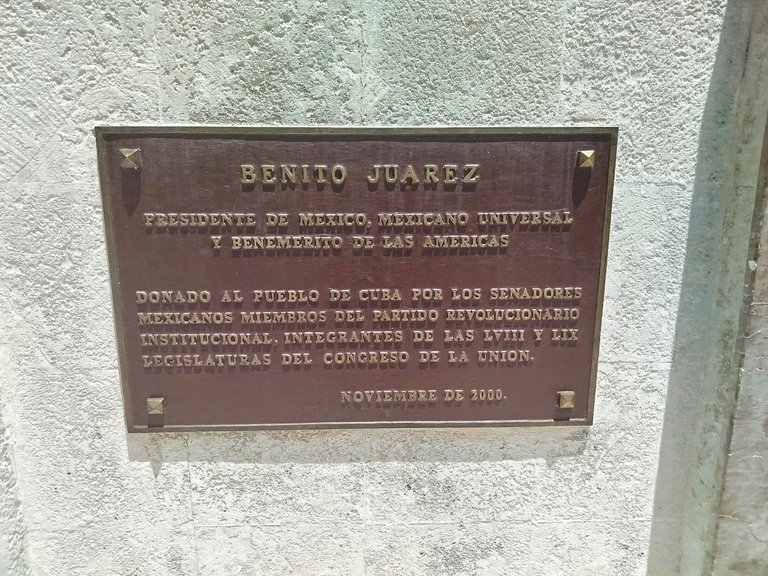 BENITO JUAREZ
PRESIDENTE DE MEXICO, MEXICANO UNIVERSAL
Y BENEMERITO DE LAS AMERICAS
DONADO AL PUEBLO DE CUBA POR LOS SENADORES
MEXICANOS MIEMBROS DEL PARTIDO REVOLUCIONARIO
INSTITUCIONAL, INTEGRANTES DE LAS LVIII Y LIX
LEGISLATURAS DEL CONGRESO DE LA UNION.
NOVIEMBRE DE 2000.